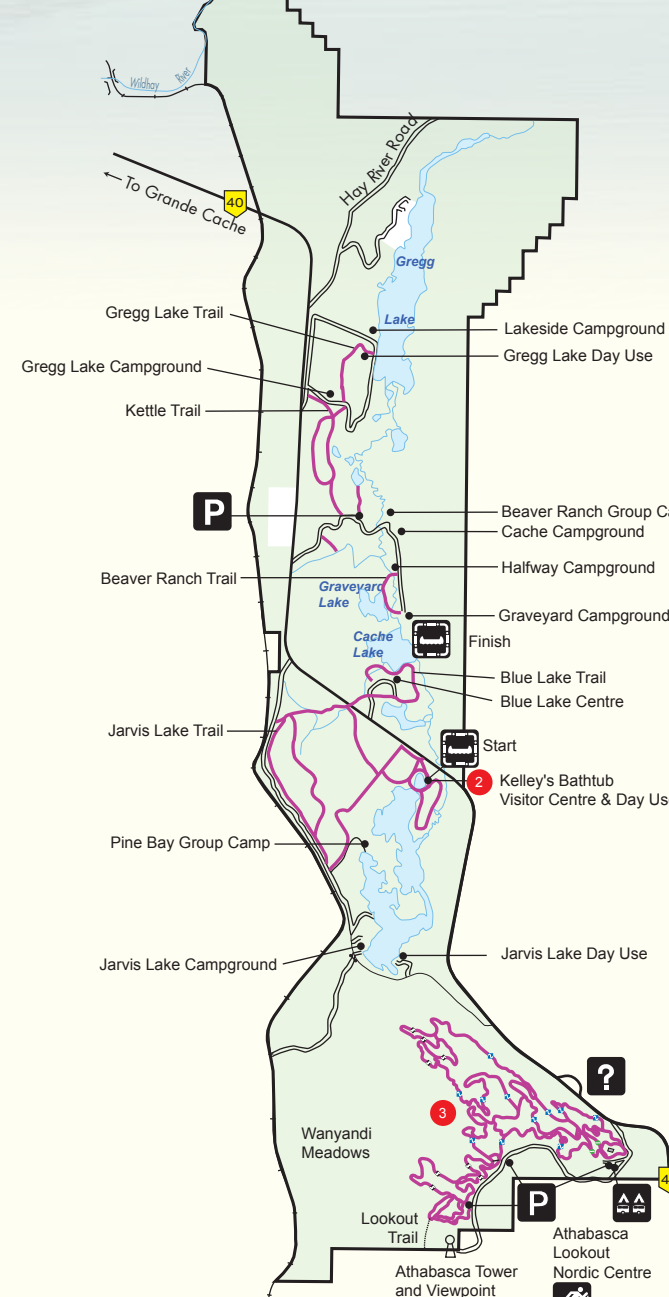 Wildhay River
Hay River Road
To Grande Cache
40
Gregg
Lake
Gregg Lake Trail
Lakeside Campground
Gregg Lake Day Use
Gregg Lake Campground
Kettle Trail
P
Beaver Ranch Group
Cache Campground
Halfway Campground
Beaver Ranch Trail
Graveyard
Lake
Graveyard Campground
Cache
Lake
Finish
Blue Lake Trail
Blue Lake Centre
Jarvis Lake Trail
Start
2
Kelley's Bathtub
Visitor Centre & Day
Pine Bay Group Camp
Jarvis Lake Campground
Jarvis Lake Day Use
?
3
Wanyandi
Meadows
4
P
Lookout
Trail
Athabasca
Lookout
Nordic Centre
Athabasca Tower
and Viewpoint